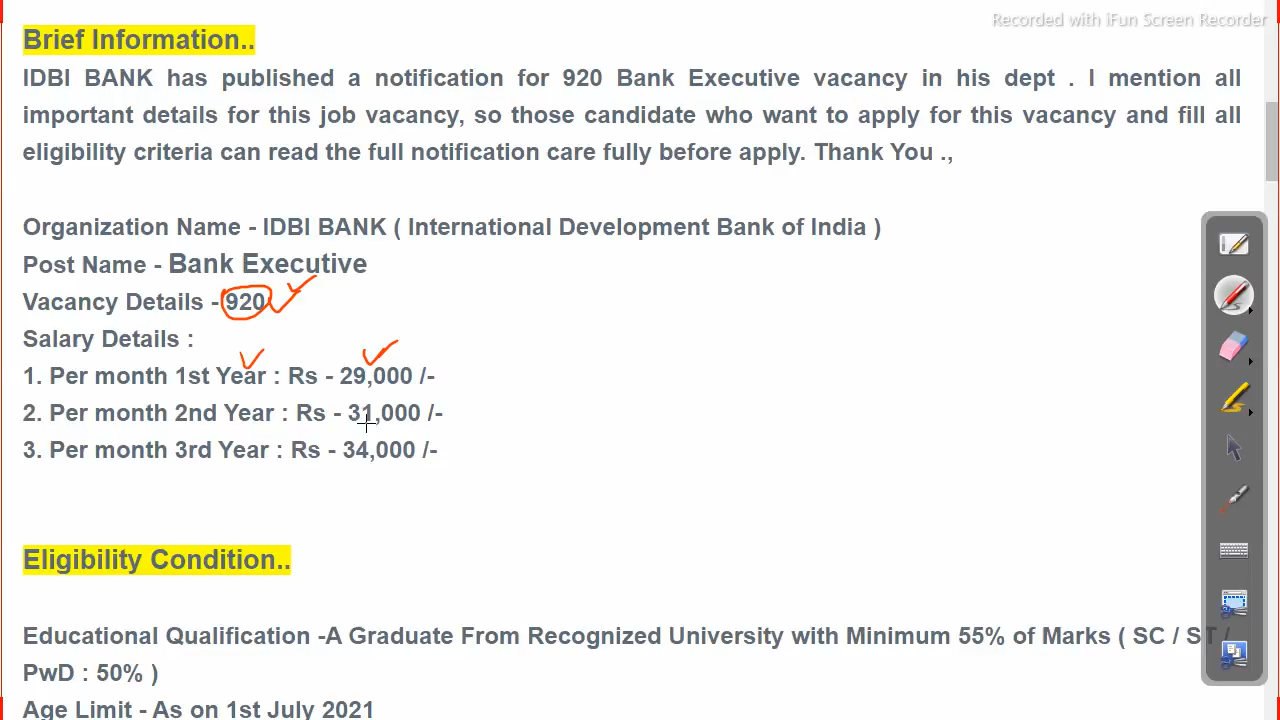 Recorded with iFun Screen Recorder
Brief Information..
IDBI BANK has published a notification for 920 Bank Executive vacancy in his dept . I mention all
important details for this job vacancy, so those candidate who want to apply for this vacancy and fill all
eligibility criteria can read the full notification care fully before apply. Thank You .,
Organization Name - IDBI BANK ( International Development Bank of India )
Post Name - Bank Executive
Vacancy Details - 920
Salary Details :
1. Per month 1st Year : Rs - 29,000 /-
2. Per month 2nd Year : Rs - 31,000 /-
3. Per month 3rd Year : Rs - 34,000 /-
Eligibility Condition..
Educational Qualification -A Graduate From Recognized University with Minimum 55% of Marks ( SC / ST /
PwD : 50% )
Age Limit - As on 1st July 2021